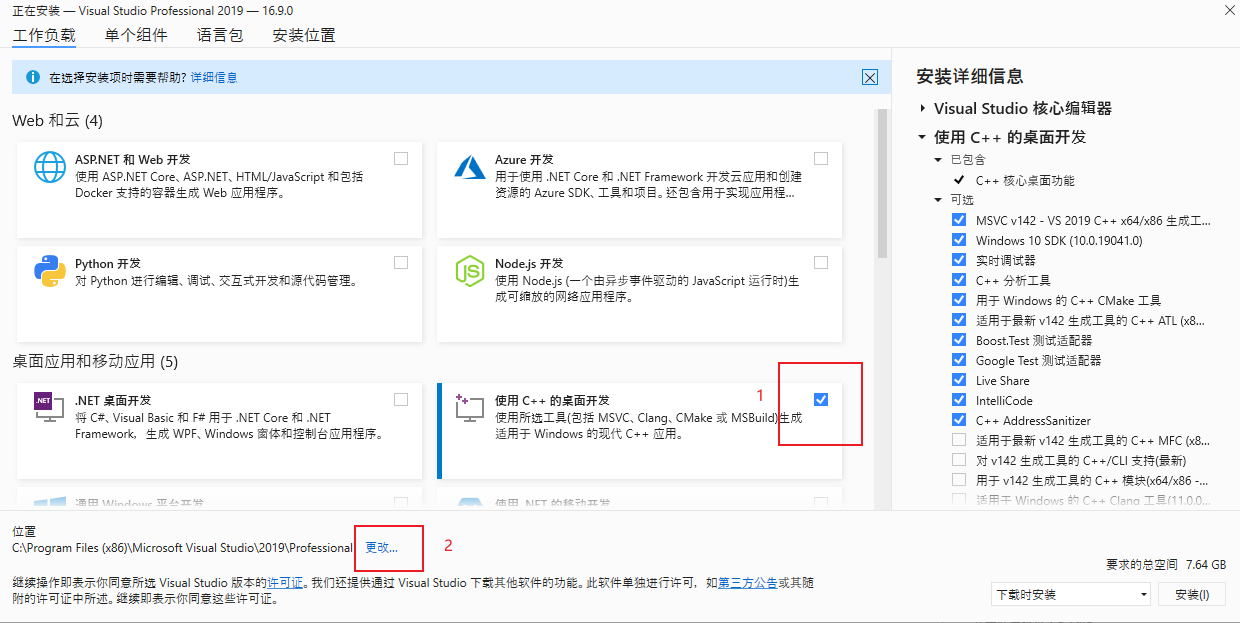 正在安装 — Visual Studio Professional 2019 — 16.9.0
工作负载 单个组件 语言包 安装位置
在选择安装项时需要帮助? 详细信息
Web 和云 (4)
ASP.NET 和 Web 开发
使用 ASP.NET Core、ASP.NET、HTML/JavaScript 和包括
Docker 支持的容器生成 Web 应用程序。
Azure 开发
用于使用 .NET Core 和 .NET Framework 开发云应用和创建
资源的 Azure SDK、工具和项目。还包含用于实现应用程...
Python 开发
对 Python 进行编辑、调试、交互式开发和源代码管理。
JS
Node.js 开发
使用 Node.js (一个由异步事件驱动的 JavaScript 运行时)生
成可缩放的网络应用程序。
桌面应用和移动应用 (5)
.NET
.NET 桌面开发
将 C#、Visual Basic 和 F# 用于 .NET Core 和 .NET
Framework，生成 WPF、Windows 窗体和控制台应用程序。
使用 C++ 的桌面开发
使用所选工具(包括 MSVC、Clang、CMake 或 MSBuild)生成
适用于 Windows 的现代 C++ 应用。
1
通用 Windows 平台开发
使用 .NET 的移动开发
安装详细信息
Visual Studio 核心编辑器
使用 C++ 的桌面开发
已包含
C++ 核心桌面功能
可选
MSVC v142 - VS 2019 C++ x64/x86 生成工...
Windows 10 SDK (10.0.19041.0)
实时调试器
C++ 分析工具
用于 Windows 的 C++ CMake 工具
适用于最新 v142 生成工具的 C++ ATL (x8...
Boost.Test 测试适配器
Google Test 测试适配器
Live Share
IntelliCode
C++ AddressSanitizer
适用于最新 v142 生成工具的 C++ MFC (x8...
对 v142 生成工具的 C++/CLI 支持(最新)
用于 v142 生成工具的 C++ 模块(x64/x86 -...
适用于 Windows 的 C++ Clang 工具(11.0.0...
位置
C:\Program Files (x86)\Microsoft Visual Studio\2019\Professional 更改... 2
继续操作即表示你同意所选 Visual Studio 版本的许可证。我们还提供通过 Visual Studio 下载其他软件的功能。此软件单独进行许可，如第三方公告或其随
附的许可证中所述。继续即表示你同意这些许可证。
要求的总空间 7.64 GB
下载时安装 安装(I)